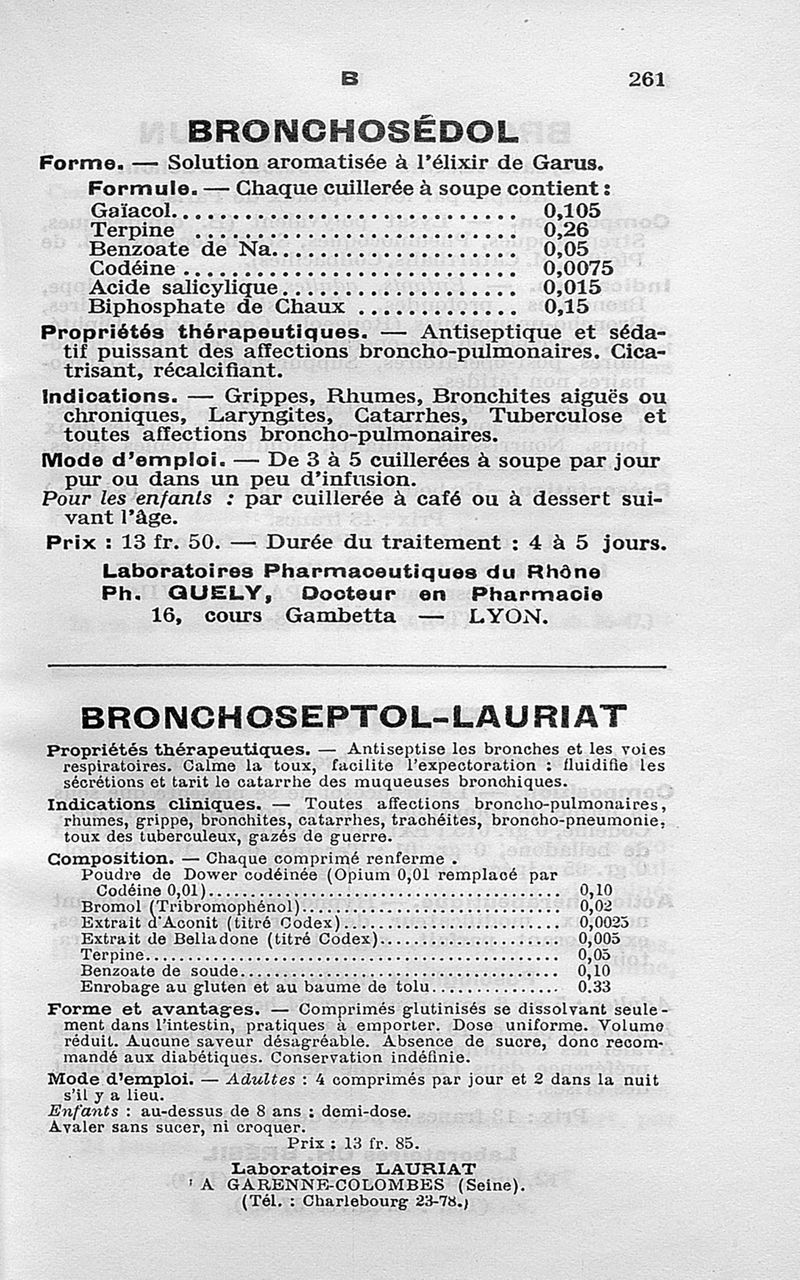 B 261
BRONCHOSÉDOL
Forme. — Solution aromatisée à l'élixir de Garus.
Formule. — Chaque cuillerée à soupe contient :
Gaïacol............................ 0,105
Terpine ........................... 0,26
Benzoate de Na.................... 0,05
Codéine ........................... 0,0075
Acide salicylique................... 0,015
Biphosphate de Chaux ............. 0,15
Propriétés thérapeutiques. — Antiseptique et séda-
tif puissant des affections broncho-pulmonaires. Cica-
trisant, récalcifiant.
Indications. — Grippes, Rhumes, Bronchites aiguës ou
chroniques, Laryngites, Catarrhes, Tuberculose et
toutes affections broncho-pulmonaires.
Mode d'emploi. — De 3 à 5 cuillerées à soupe par jour
pur ou dans un peu d'infusion.
Pour les enfants : par cuillerée à café ou à dessert sui-
vant l'âge.
Prix : 13 fr. 50. — Durée du traitement : 4 à 5 jours.
Laboratoires Pharmaceutiques du Rhône
Ph. QUELY, Docteur en Pharmacie
16, cours Gambetta — LYON.
BRONCHOSEPTOL-LAURIAT
Propriétés thérapeutiques. — Antiseptise les bronches et les voies
respiratoires. Calme la toux, facilite l'expectoration : fluidifie les
sécrétions et tarit le catarrhe des muqueuses bronchiques.
Indications cliniques. — Toutes affections broncho-pulmonaires,
rhumes, grippe, bronchites, catarrhes, trachéites, broncho-pneumonie,
toux des tuberculeux, gazés de guerre.
Composition. — Chaque comprimé renferme .
Poudre de Dower codéinée (Opium 0,01 remplacé par
Codéine 0,01)............................................ 0,10
Bromol (Tribromophénol)................................ 0,02
Extrait d'Aconit (titré Codex)........................... 0,0025
Extrait de Belladone (titré Codex)...................... 0,005
Terpine..................................................... 0,05
Benzoate de soude........................................ 0,10
Enrobage au gluten et au baume de tolu................ 0.33
Forme et avantages. — Comprimés glutinisés se dissolvant seule-
ment dans l'intestin, pratiques à emporter. Dose uniforme. Volume
réduit. Aucune saveur désagréable. Absence de sucre, donc recom-
mandé aux diabétiques. Conservation indéfinie.
Mode d'emploi. — Adultes : 4 comprimés par jour et 2 dans la nuit
s'il y a lieu.
Enfants : au-dessus de 8 ans : demi-dose.
Avaler sans sucer, ni croquer.
Prix : 13 fr. 85.
Laboratoires LAURIAT
A GARENNE-COLOMBES (Seine).
(Tél. : Charlebourg 23-78.)